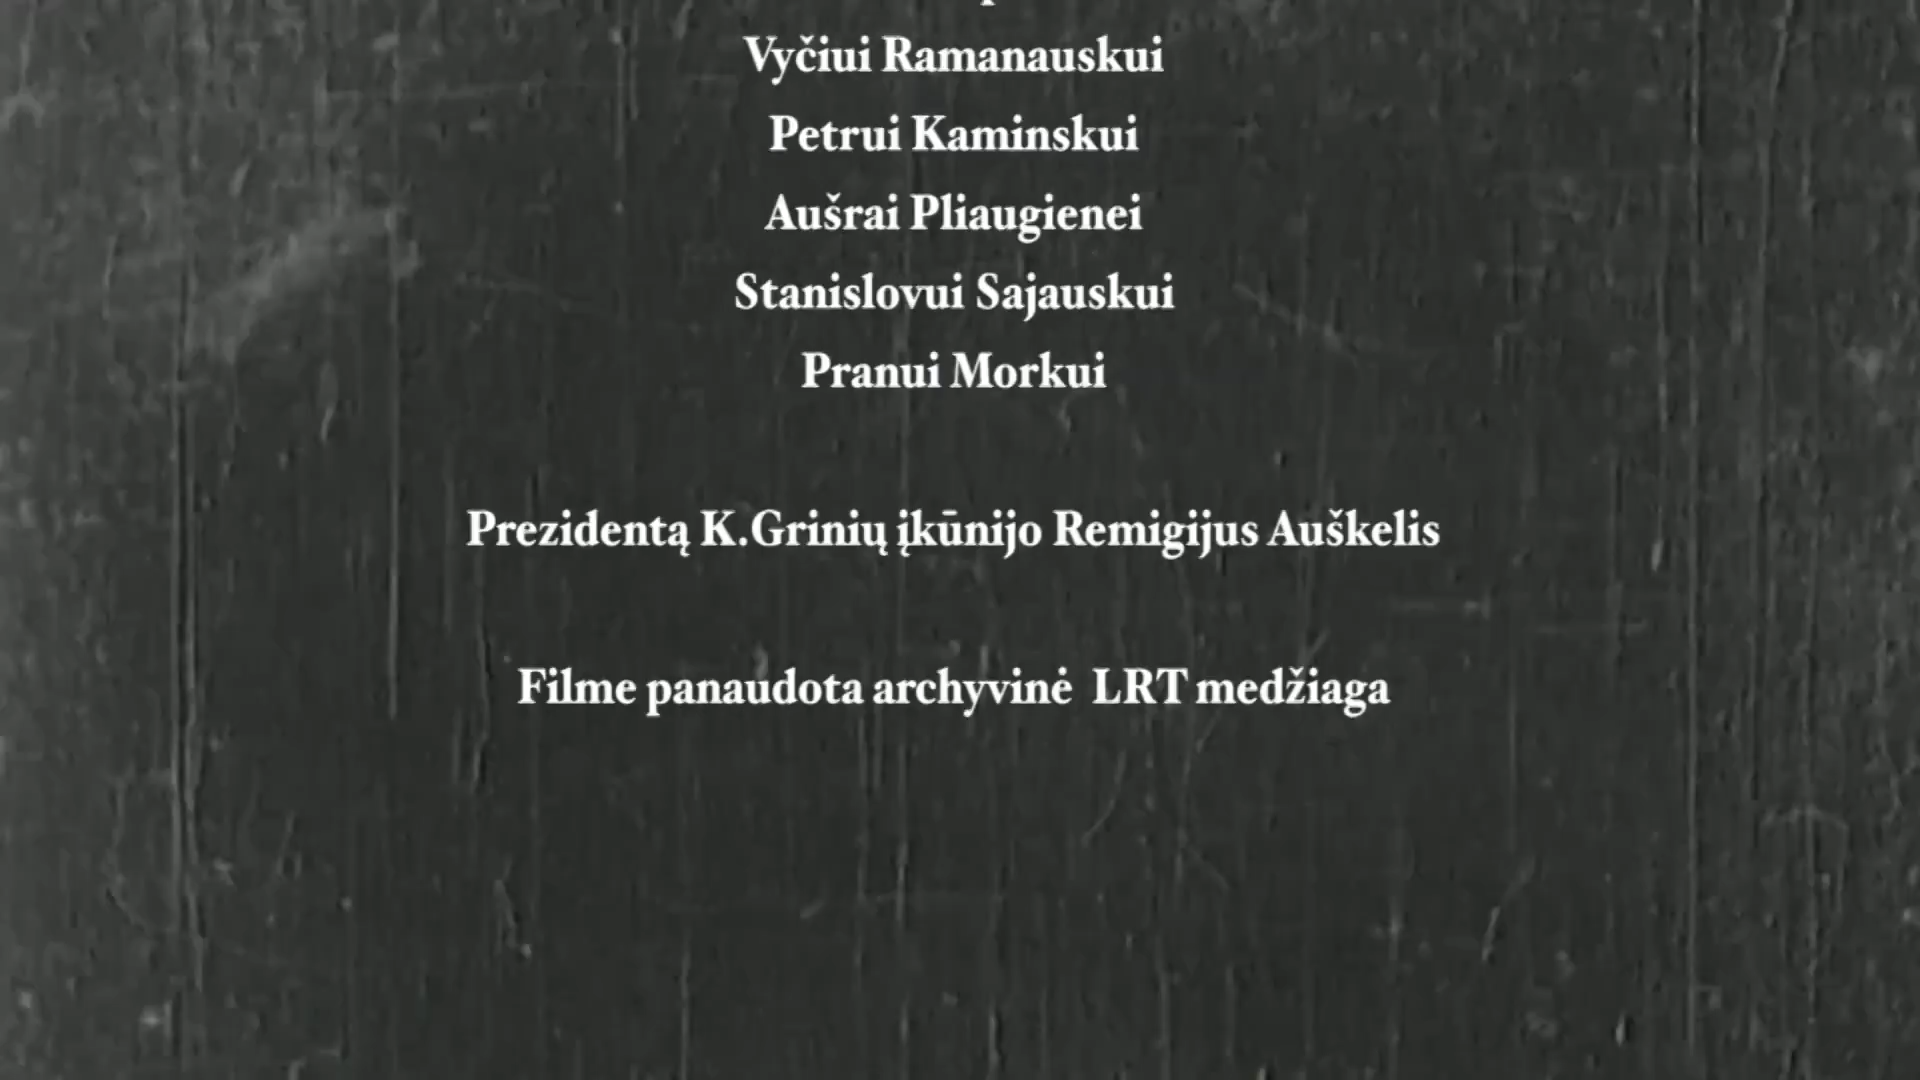 Vyčiui Ramanauskui
Petrui Kaminskui
Aušrai Pliaugienei
Stanislovui Sajauskui
Pranui Morkui
Prezidentą K.Grinių įkūnijo Remigijus Auškelis
Filme panaudota archyvinė LRT medžiaga